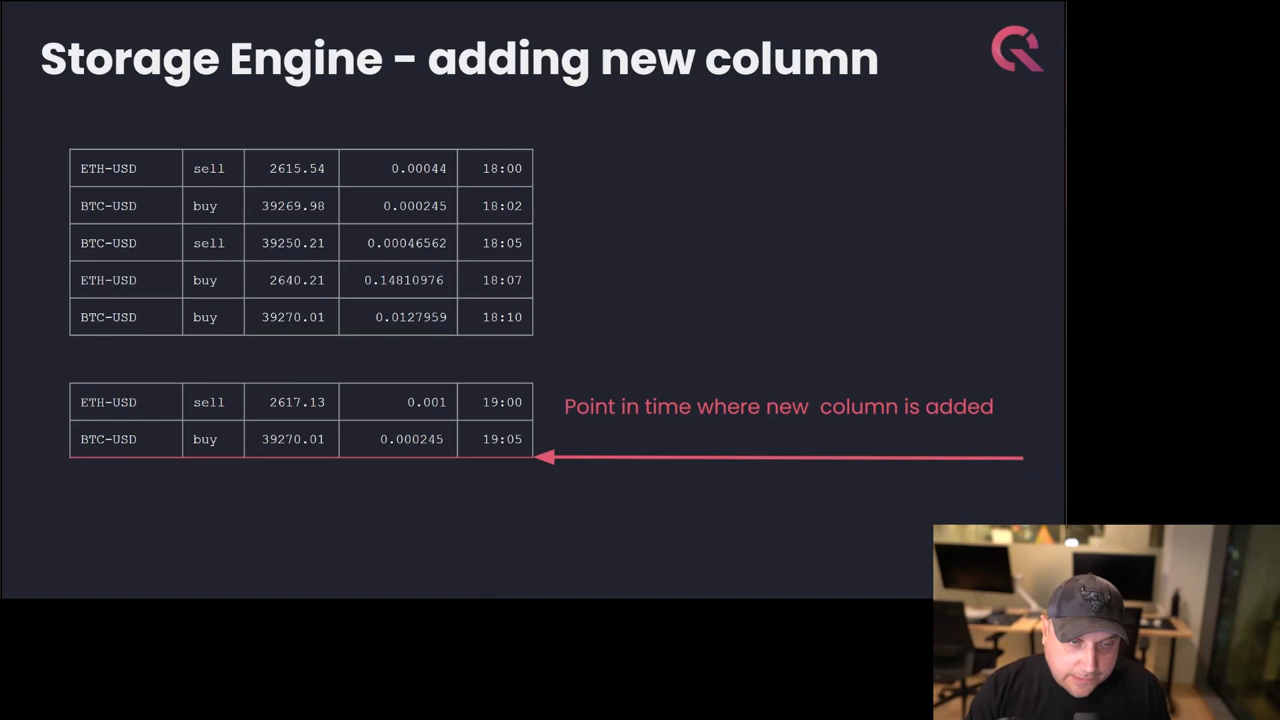 Storage Engine - adding new column
ETH-USD sell 2615.54 0.00044 18:00
BTC-USD buy 39269.98 0.000245 18:02
BTC-USD sell 39250.21 0.00046562 18:05
ETH-USD buy 2640.21 0.14810976 18:07
BTC-USD buy 39270.01 0.0127959 18:10
ETH-USD sell 2617.13 0.001 19:00
BTC-USD buy 39270.01 0.000245 19:05
Point in time where new column is added